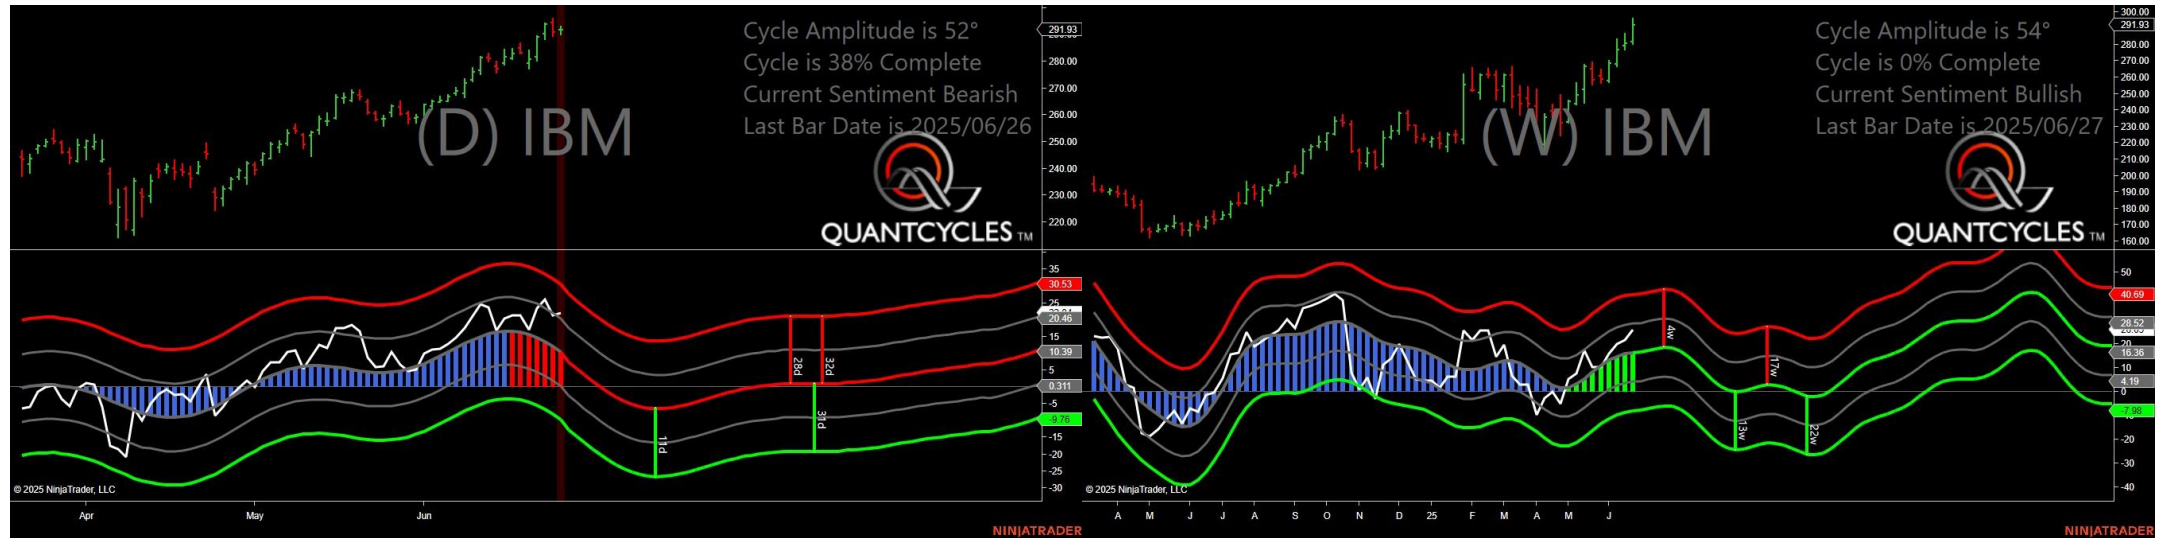 Cycle Amplitude is 52°
Cycle is 38% Complete
Current Sentiment Bearish
Last Bar Date is 2025/06/26
(D) IBM
QUANTCYCLES TM
291.93
280.00
270.00
260.00
250.00
240.00
230.00
220.00
35
30.53
25
20.46
15
10.39
5
0.311
-5
-9.76
-15
-20
-25
-30
11d
28d
32d
31d
© 2025 NinjaTrader, LLC
Apr
May
Jun
NINJATRADER
Cycle Amplitude is 54°
Cycle is 0% Complete
Current Sentiment Bullish
Last Bar Date is 2025/06/27
(W) IBM
QUANTCYCLES TM
300.00
291.93
280.00
270.00
260.00
250.00
240.00
230.00
220.00
210.00
200.00
190.00
180.00
170.00
160.00
50
40.69
28.52
20
16.36
10
4.19
0
-7.98
-20
-30
-40
4w
13w
17w
22w
© 2025 NinjaTrader, LLC
A M J J A S O N D 25 F M A M J
NINJATRADER